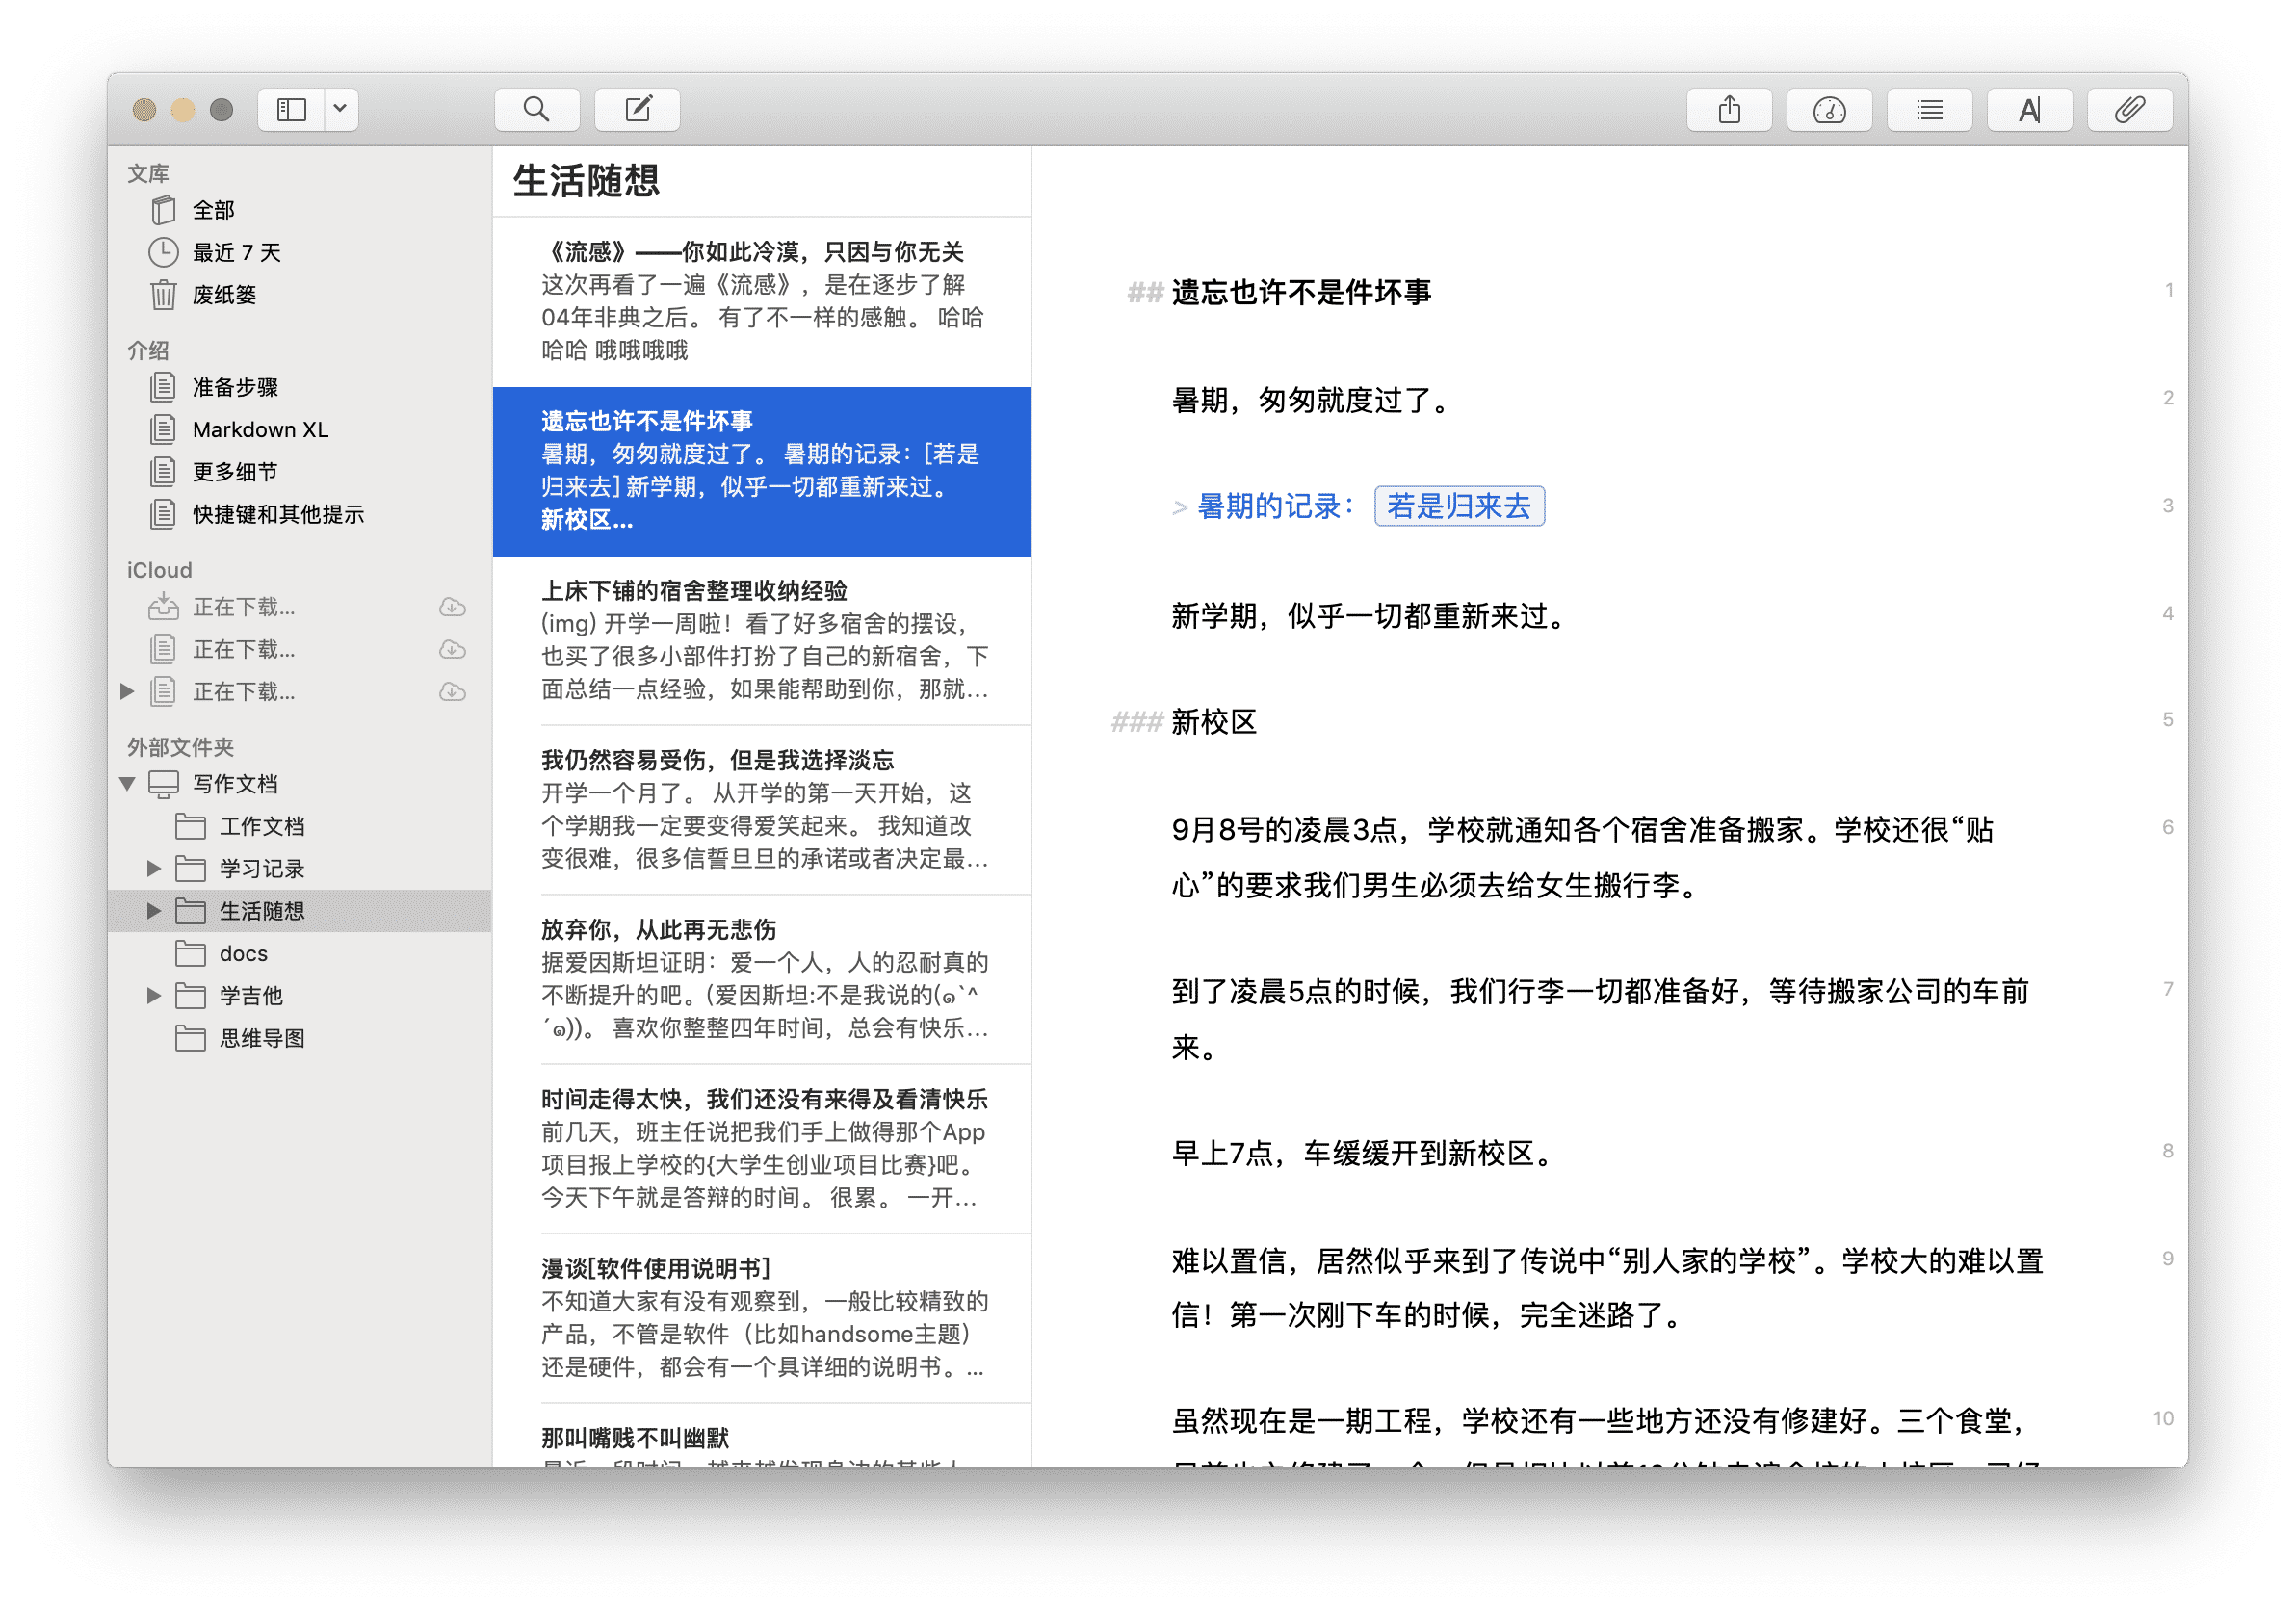 文库
全部
最近 7 天
废纸篓
介绍
准备步骤
Markdown XL
更多细节
快捷键和其他提示
iCloud
正在下载...
正在下载...
正在下载...
外部文件夹
写作文档
工作文档
学习记录
生活随想
docs
学吉他
思维导图
生活随想
《流感》——你如此冷漠，只因与你无关
这次再看了一遍《流感》，是在逐步了解
04年非典之后。 有了不一样的感触。 哈哈
哈哈 哦哦哦哦
遗忘也许不是件坏事
暑期，匆匆就度过了。 暑期的记录：[若是
归来去] 新学期，似乎一切都重新来过。
新校区...
上床下铺的宿舍整理收纳经验
(img) 开学一周啦！看了好多宿舍的摆设，
也买了很多小部件打扮了自己的新宿舍，下
面总结一点经验，如果能帮助到你，那就...
我仍然容易受伤，但是我选择淡忘
开学一个月了。 从开学的第一天开始，这
个学期我一定要变得爱笑起来。 我知道改
变很难，很多信誓旦旦的承诺或者决定最...
放弃你，从此再无悲伤
据爱因斯坦证明：爱一个人，人的忍耐真的
不断提升的吧。(爱因斯坦:不是我说的(๑`^
´๑))。 喜欢你整整四年时间，总会有快乐...
时间走得太快，我们还没有来得及看清快乐
前几天，班主任说把我们手上做得那个App
项目报上学校的{大学生创业项目比赛}吧。
今天下午就是答辩的时间。 很累。 一开...
漫谈[软件使用说明书]
不知道大家有没有观察到，一般比较精致的
产品，不管是软件（比如handsome主题）
还是硬件，都会有一个具详细的说明书。...
那叫嘴贱不叫幽默
A
## 遗忘也许不是件坏事 1
暑期，匆匆就度过了。 2
> 暑期的记录： 若是归来去 3
新学期，似乎一切都重新来过。 4
### 新校区 5
9月8号的凌晨3点，学校就通知各个宿舍准备搬家。学校还很“贴 6
心”的要求我们男生必须去给女生搬行李。
到了凌晨5点的时候，我们行李一切都准备好，等待搬家公司的车前 7
来。
早上7点，车缓缓开到新校区。 8
难以置信，居然似乎来到了传说中“别人家的学校”。学校大的难以置 9
信！第一次刚下车的时候，完全迷路了。
虽然现在是一期工程，学校还有一些地方还没有修建好。三个食堂， 10